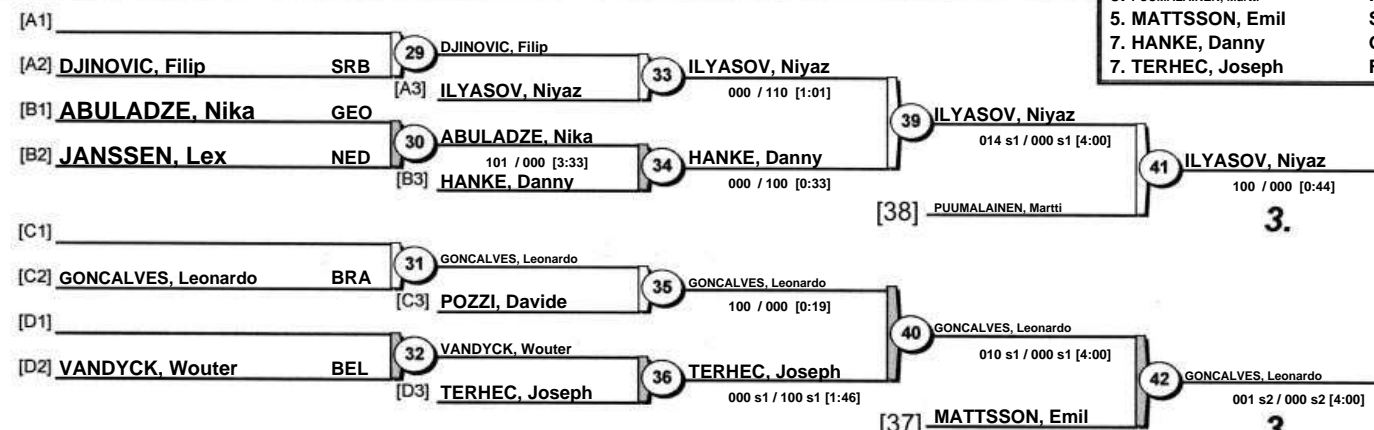 5. MATTSSON, Emil
7. HANKE, Danny
7. TERHEC, Joseph
[A1]
[A2] DJINOVIC, Filip SRB
29
DJINOVIC, Filip
[A3] ILYASOV, Niyaz
33
ILYASOV, Niyaz
000 / 110 [1:01]
[B1] ABULADZE, Nika GEO
[B2] JANSSEN, Lex NED
30
ABULADZE, Nika
101 / 000 [3:33]
[B3] HANKE, Danny
34
HANKE, Danny
000 / 100 [0:33]
39
ILYASOV, Niyaz
014 s1 / 000 s1 [4:00]
[38] PUUMALAINEN, Martti
41
ILYASOV, Niyaz
100 / 000 [0:44]
3.
[C1]
[C2] GONCALVES, Leonardo BRA
31
GONCALVES, Leonardo
[C3] POZZI, Davide
35
GONCALVES, Leonardo
100 / 000 [0:19]
[D1]
[D2] VANDYCK, Wouter BEL
32
VANDYCK, Wouter
[D3] TERHEC, Joseph
36
TERHEC, Joseph
000 s1 / 100 s1 [1:46]
40
GONCALVES, Leonardo
010 s1 / 000 s1 [4:00]
[37] MATTSSON, Emil
42
GONCALVES, Leonardo
001 s2 / 000 s2 [4:00]
3